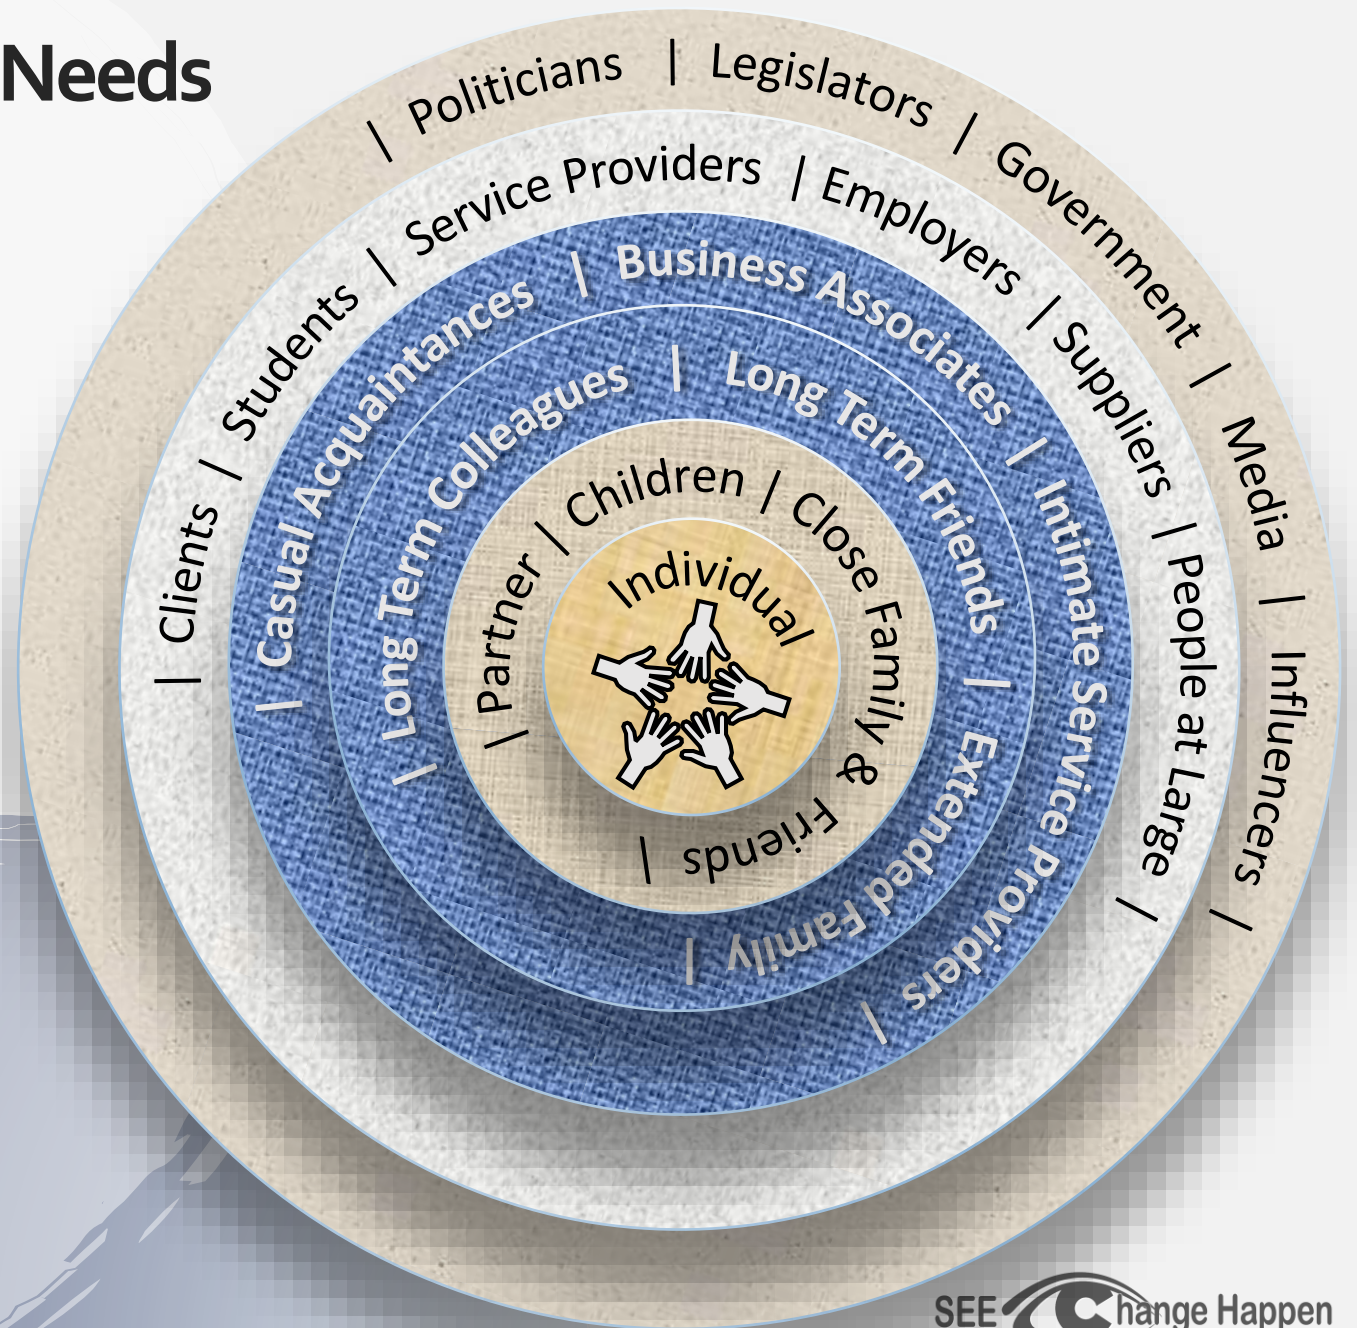 Needs
| Politicians | Legislators | Government | Media | Influencers |
| Clients | Students | Service Providers | Employers | Suppliers | People at Large |
| Casual Acquaintances | Business Associates | Intimate Service Providers |
| Long Term Colleagues | Long Term Friends | Extended Family |
| Partner | Children | Close Family & Friends |
Individual
SEE Change Happen